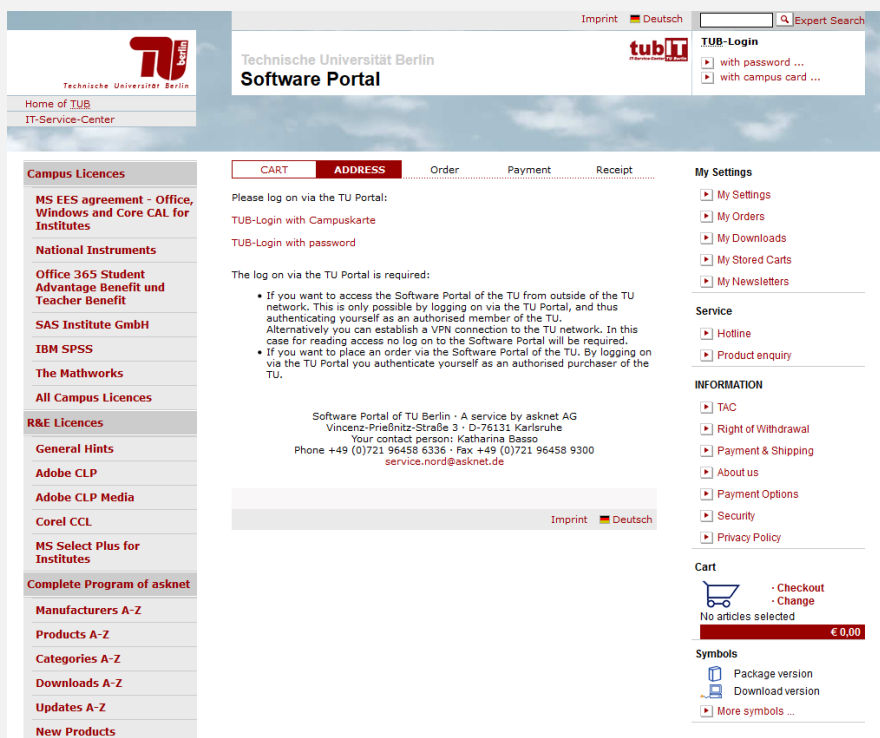 Imprint Deutsch
Expert Search
TU berlin
Technische Universität Berlin
Home of TUB
IT-Service-Center
Technische Universität Berlin
Software Portal
tubIT
IT-Service-Center TU Berlin
TUB-Login
with password ...
with campus card ...
Campus Licences
MS EES agreement - Office,
Windows and Core CAL for
Institutes
National Instruments
Office 365 Student
Advantage Benefit und
Teacher Benefit
SAS Institute GmbH
IBM SPSS
The Mathworks
All Campus Licences
R&E Licences
General Hints
Adobe CLP
Adobe CLP Media
Corel CCL
MS Select Plus for
Institutes
Complete Program of asknet
Manufacturers A-Z
Products A-Z
Categories A-Z
Downloads A-Z
Updates A-Z
New Products
CART ADDRESS Order Payment Receipt
Please log on via the TU Portal:
TUB-Login with Campuskarte
TUB-Login with password
The log on via the TU Portal is required:
• If you want to access the Software Portal of the TU from outside of the TU
network. This is only possible by logging on via the TU Portal, and thus
authenticating yourself as an authorised member of the TU.
Alternatively you can establish a VPN connection to the TU network. In this
case for reading access no log on to the Software Portal will be required.
• If you want to place an order via the Software Portal of the TU. By logging on
via the TU Portal you authenticate yourself as an authorised purchaser of the
TU.
Software Portal of TU Berlin · A service by asknet AG
Vincenz-Prießnitz-Straße 3 · D-76131 Karlsruhe
Your contact person: Katharina Basso
Phone +49 (0)721 96458 6336 · Fax +49 (0)721 96458 9300
service.nord@asknet.de
Imprint Deutsch
My Settings
My Settings
My Orders
My Downloads
My Stored Carts
My Newsletters
Service
Hotline
Product enquiry
INFORMATION
TAC
Right of Withdrawal
Payment & Shipping
About us
Payment Options
Security
Privacy Policy
Cart
· Checkout
· Change
No articles selected
€ 0,00
Symbols
Package version
Download version
More symbols ...